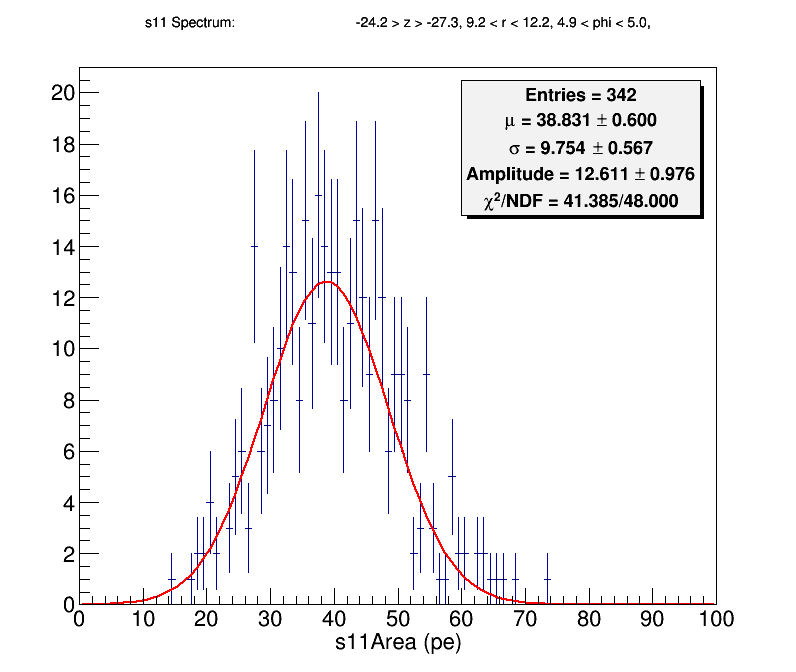 s11 Spectrum: -24.2 > z > -27.3, 9.2 < r < 12.2, 4.9 < phi < 5.0,
Entries = 342
μ = 38.831 ± 0.600
σ = 9.754 ± 0.567
Amplitude = 12.611 ± 0.976
χ²/NDF = 41.385/48.000
20
18
16
14
12
10
8
6
4
2
0
0 10 20 30 40 50 60 70 80 90 100
s11Area (pe)